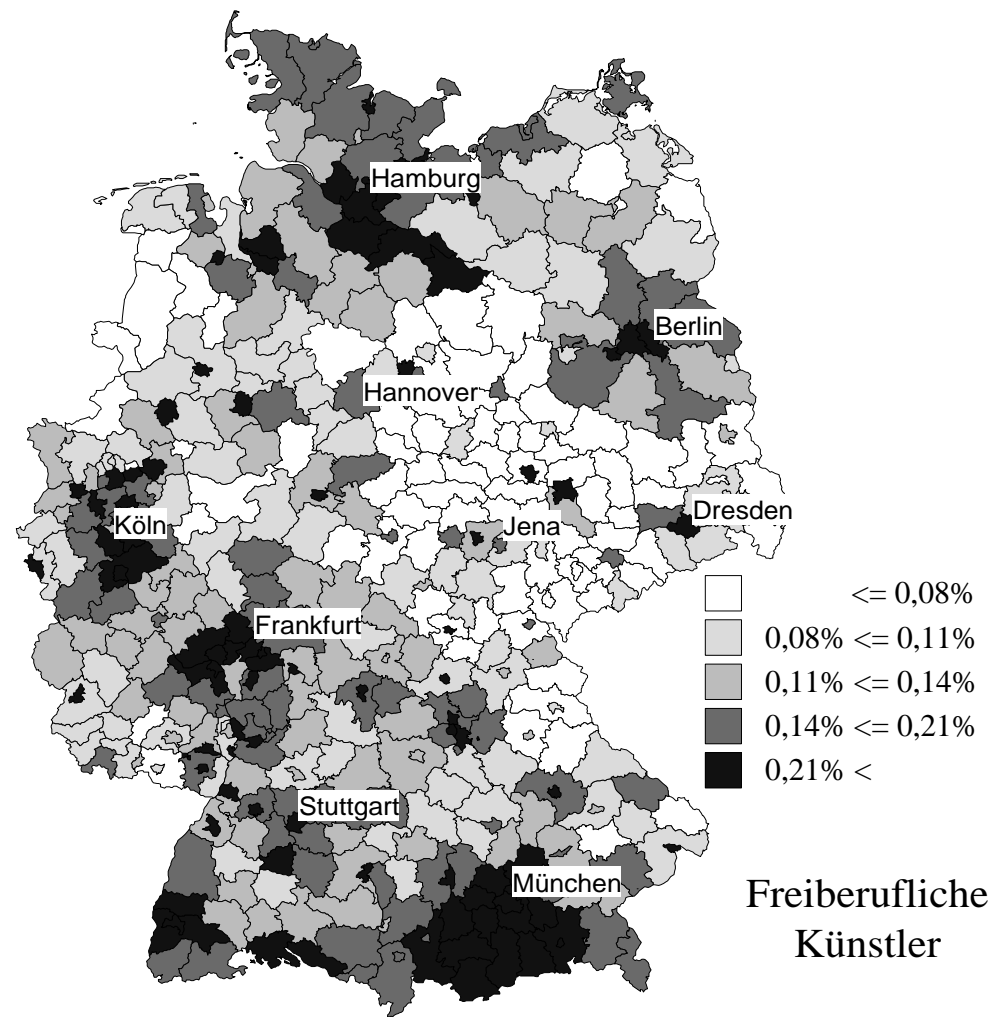 Hamburg
Berlin
Hannover
Köln
Jena
Dresden
<= 0,08%
Frankfurt
0,08% <= 0,11%
0,11% <= 0,14%
0,14% <= 0,21%
0,21% <
Stuttgart
München
Freiberufliche
Künstler